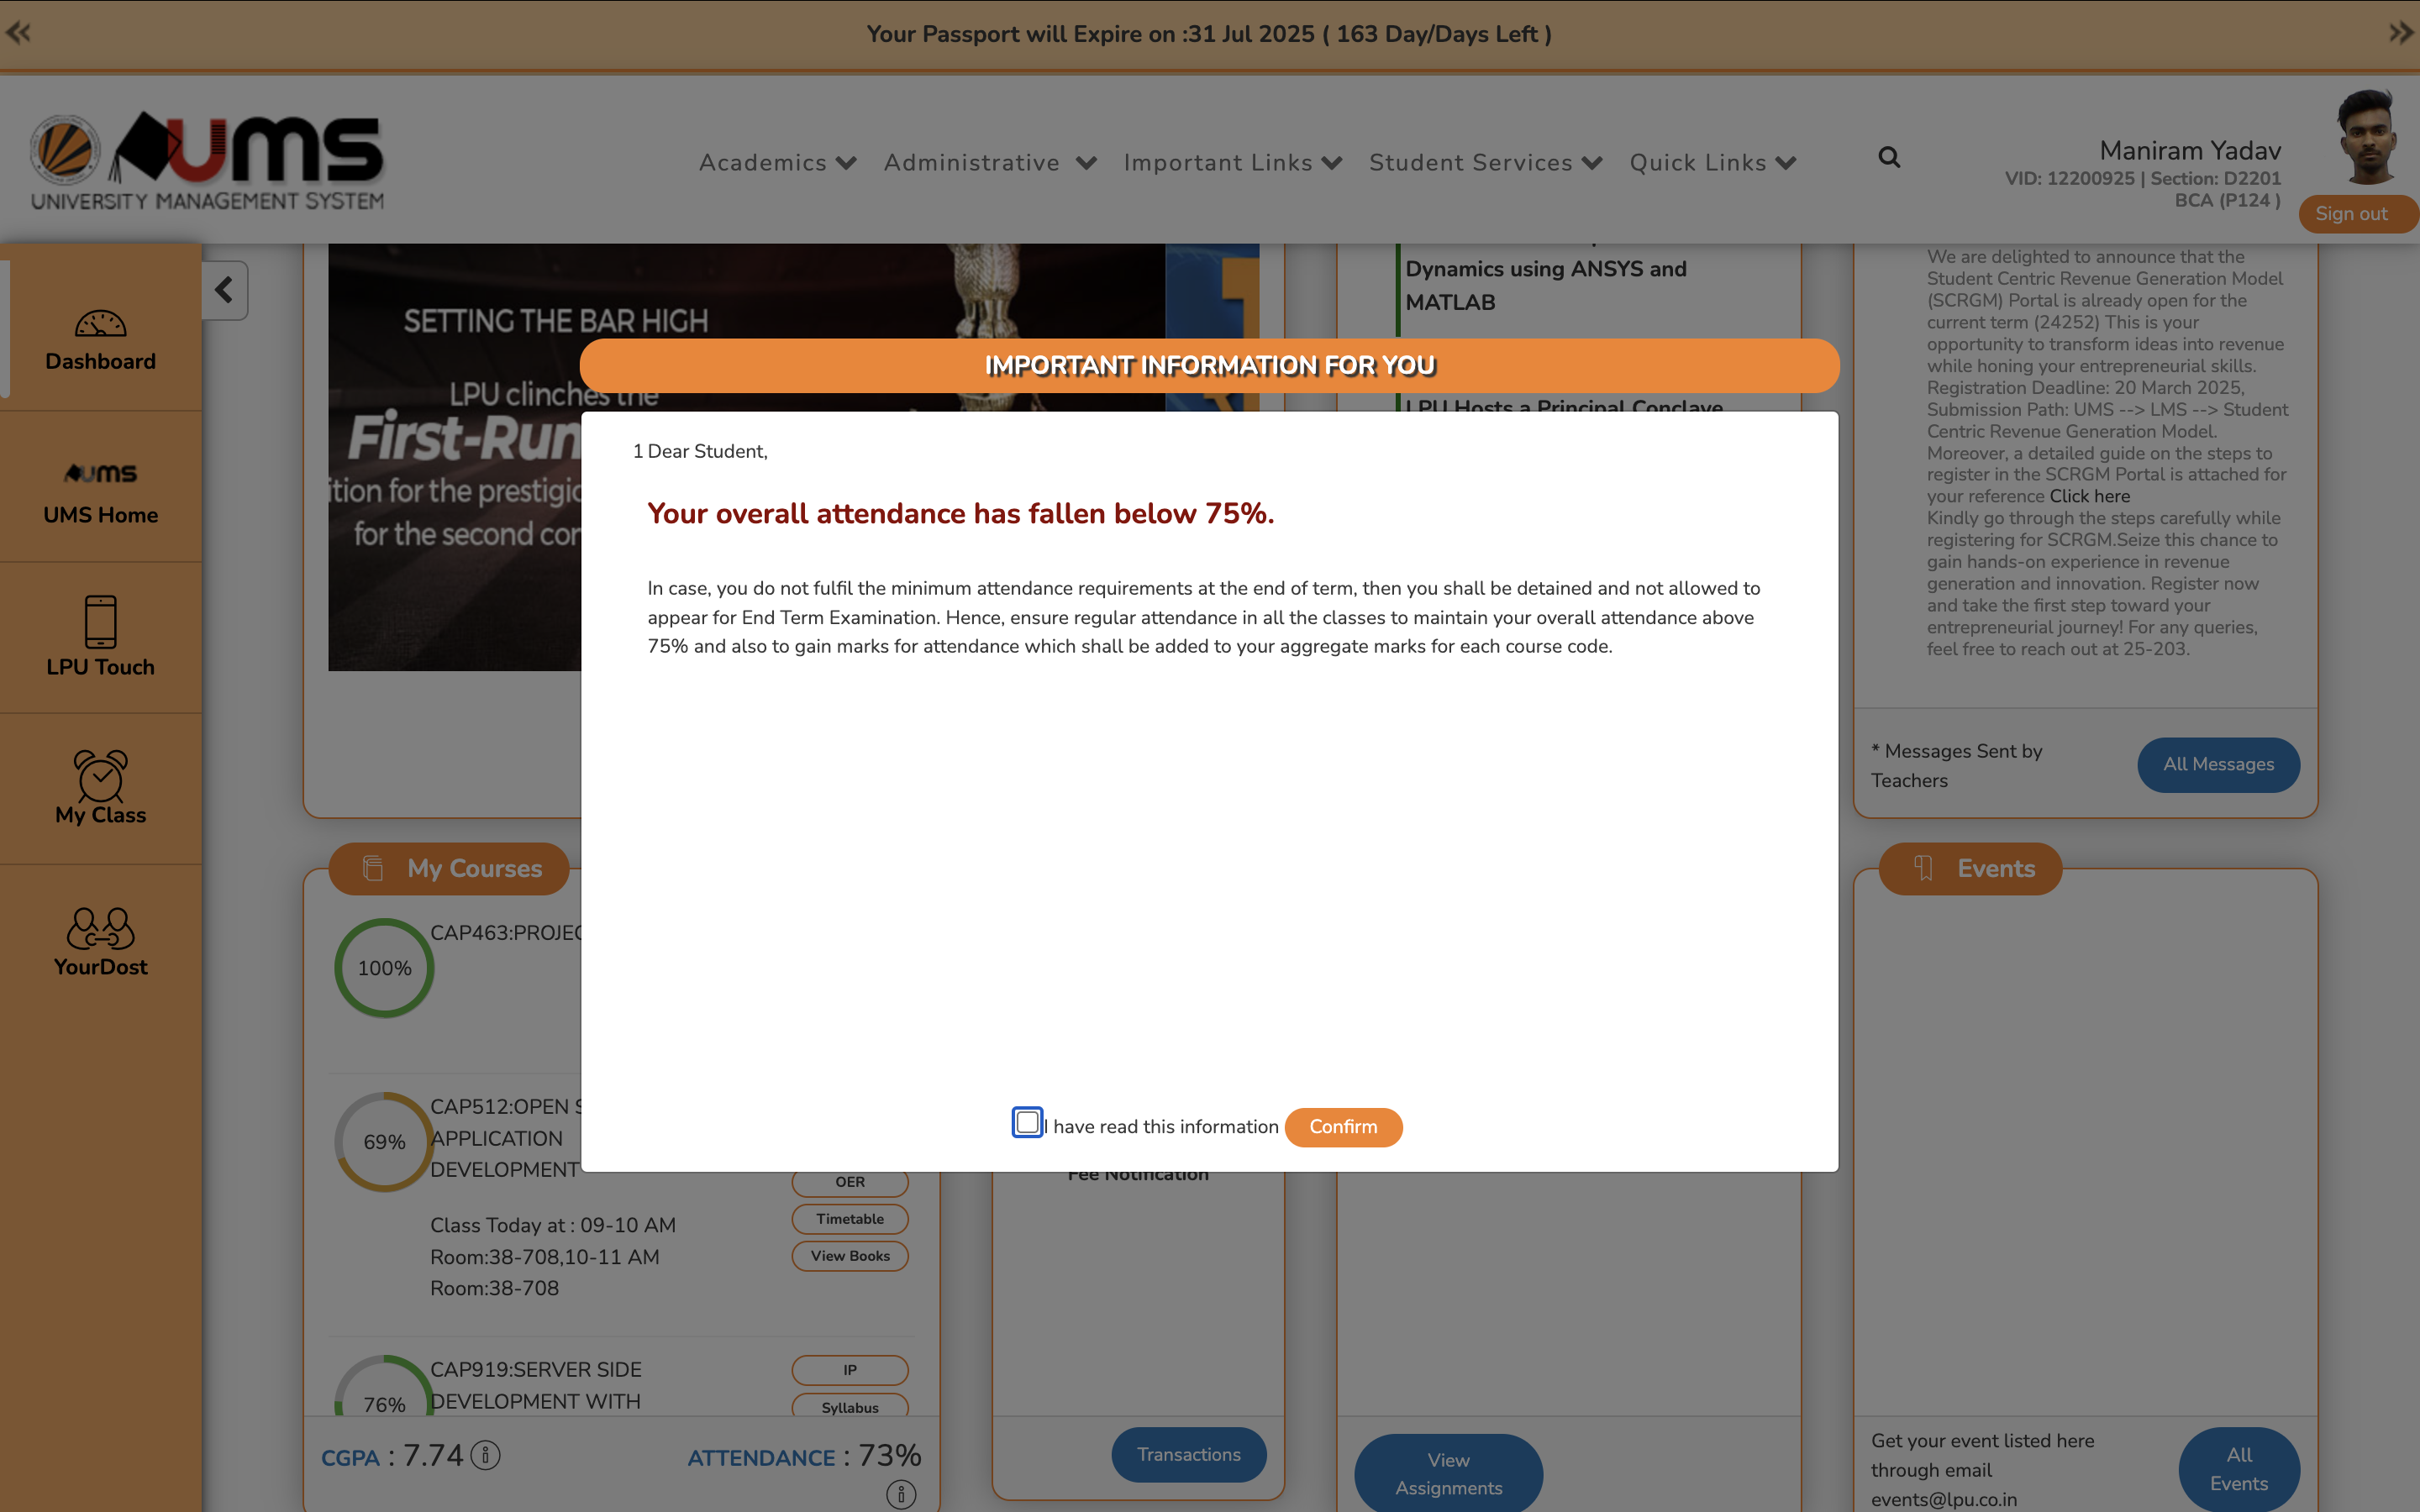 Your Passport will Expire on :31 Jul 2025 ( 163 Day/Days Left )
UMS
UNIVERSITY MANAGEMENT SYSTEM
Academics
Administrative
Important Links
Student Services
Quick Links
Maniram Yadav
VID: 12200925 | Section: D2201
BCA (P124 )
Sign out
Dashboard
UMS
UMS Home
LPU Touch
My Class
YourDost
SETTING THE BAR HIGH
LPU clinches the
First-Run
ition for the prestigi
for the second cor
Dynamics using ANSYS and
MATLAB
LPU Hosts a Principal Conclave
We are delighted to announce that the
Student Centric Revenue Generation Model
(SCRGM) Portal is already open for the
current term (24252) This is your
opportunity to transform ideas into revenue
while honing your entrepreneurial skills.
Registration Deadline: 20 March 2025,
Submission Path: UMS --> LMS --> Student
Centric Revenue Generation Model.
Moreover, a detailed guide on the steps to
register in the SCRGM Portal is attached for
your reference Click here
Kindly go through the steps carefully while
registering for SCRGM.Seize this chance to
gain hands-on experience in revenue
generation and innovation. Register now
and take the first step toward your
entrepreneurial journey! For any queries,
feel free to reach out at 25-203.
* Messages Sent by
Teachers
All Messages
IMPORTANT INFORMATION FOR YOU
1 Dear Student,
Your overall attendance has fallen below 75%.
In case, you do not fulfil the minimum attendance requirements at the end of term, then you shall be detained and not allowed to
appear for End Term Examination. Hence, ensure regular attendance in all the classes to maintain your overall attendance above
75% and also to gain marks for attendance which shall be added to your aggregate marks for each course code.
I have read this information
Confirm
My Courses
100%
CAP463:PROJEC
69%
CAP512:OPEN S
APPLICATION
DEVELOPMENT
Class Today at : 09-10 AM
Room:38-708,10-11 AM
Room:38-708
OER
Timetable
View Books
76%
CAP919:SERVER SIDE
DEVELOPMENT WITH
IP
Syllabus
CGPA : 7.74
ATTENDANCE : 73%
Fee Notification
Transactions
View
Assignments
Events
Get your event listed here
through email
events@lpu.co.in
All
Events